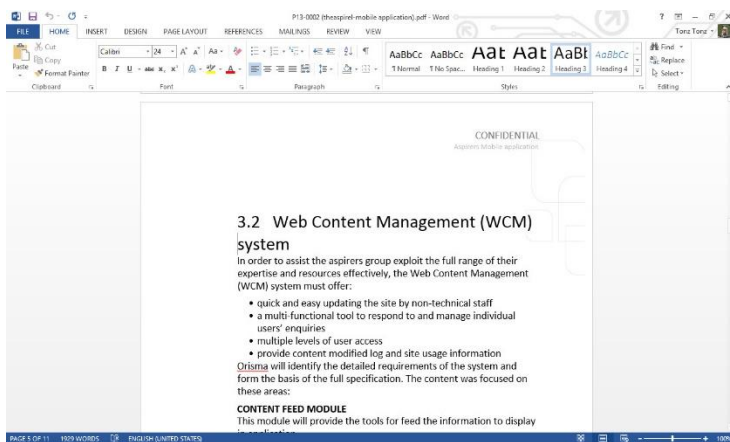 P13-0002 (theaspirel-mobile application).pdf - Word
FILE HOME INSERT DESIGN PAGE LAYOUT REFERENCES MAILINGS REVIEW VIEW Tonz Tonz
Paste
Cut
Copy
Format Painter
Calibri 24
AaBbCc AaBbCc AaB AaB AaBb AaBbCc
¶ Normal ¶ No Spac... Heading 1 Heading 2 Heading 3 Heading 4
Find
Replace
Select
Clipboard Font Paragraph Styles Editing
CONFIDENTIAL
Aspirers Mobile application
3.2 Web Content Management (WCM)
system
In order to assist the aspirers group exploit the full range of their
expertise and resources effectively, the Web Content Management
(WCM) system must offer:
• quick and easy updating the site by non-technical staff
• a multi-functional tool to respond to and manage individual
users' enquiries
• multiple levels of user access
• provide content modified log and site usage information
Orisma will identify the detailed requirements of the system and
form the basis of the full specification. The content was focused on
these areas:
CONTENT FEED MODULE
This module will provide the tools for feed the information to display
in application
PAGE 5 OF 11 1929 WORDS ENGLISH (UNITED STATES) 100%